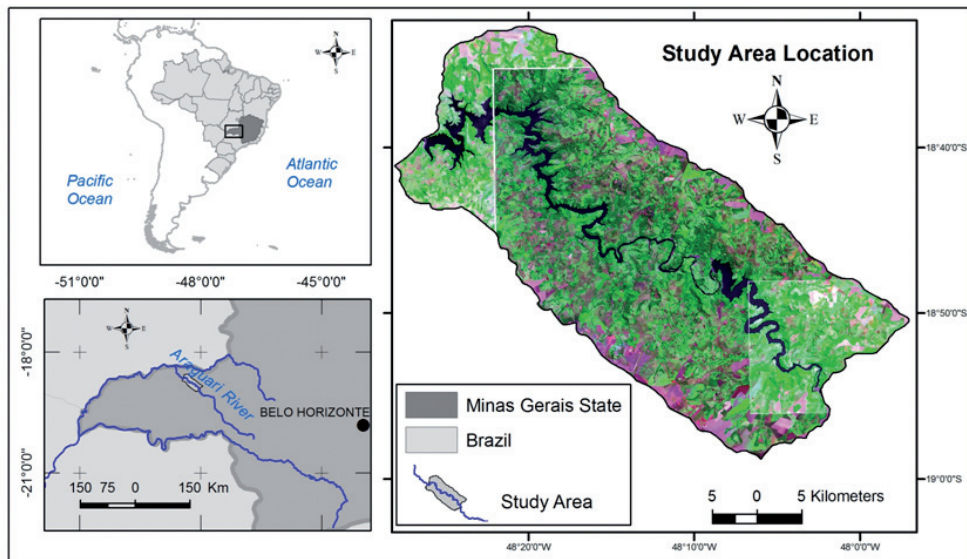 N
W E
S
Pacific
Ocean
Atlantic
Ocean
-51°0'0" -48°0'0" -45°0'0"
N
W E
S
-18°0'0"
-21°0'0"
Araguari River
BELO HORIZONTE
150 75 0 150 Km
Study Area Location
N
W E
S
18°40'0"S
18°50'0"S
19°0'0"S
Minas Gerais State
Brazil
Study Area
5 0 5 Kilometers
48°20'0"W 48°10'0"W 48°0'0"W